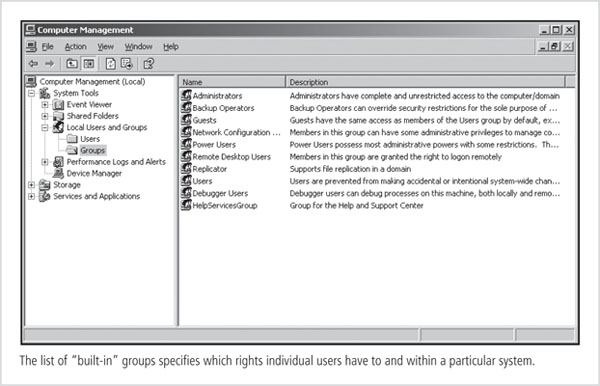 Computer Management
File Action View Window Help
Computer Management (Local)
System Tools
Event Viewer
Shared Folders
Local Users and Groups
Users
Groups
Performance Logs and Alerts
Device Manager
Storage
Services and Applications
Name Description
Administrators Administrators have complete and unrestricted access to the computer/domain
Backup Operators Backup Operators can override security restrictions for the sole purpose of ...
Guests Guests have the same access as members of the Users group by default, ex...
Network Configuration ... Members in this group can have some administrative privileges to manage co...
Power Users Power Users possess most administrative powers with some restrictions. Th...
Remote Desktop Users Members in this group are granted the right to logon remotely
Replicator Supports file replication in a domain
Users Users are prevented from making accidental or intentional system-wide chan...
Debugger Users Debugger users can debug processes on this machine, both locally and remo...
HelpServicesGroup Group for the Help and Support Center
The list of “built-in” groups specifies which rights individual users have to and within a particular system.